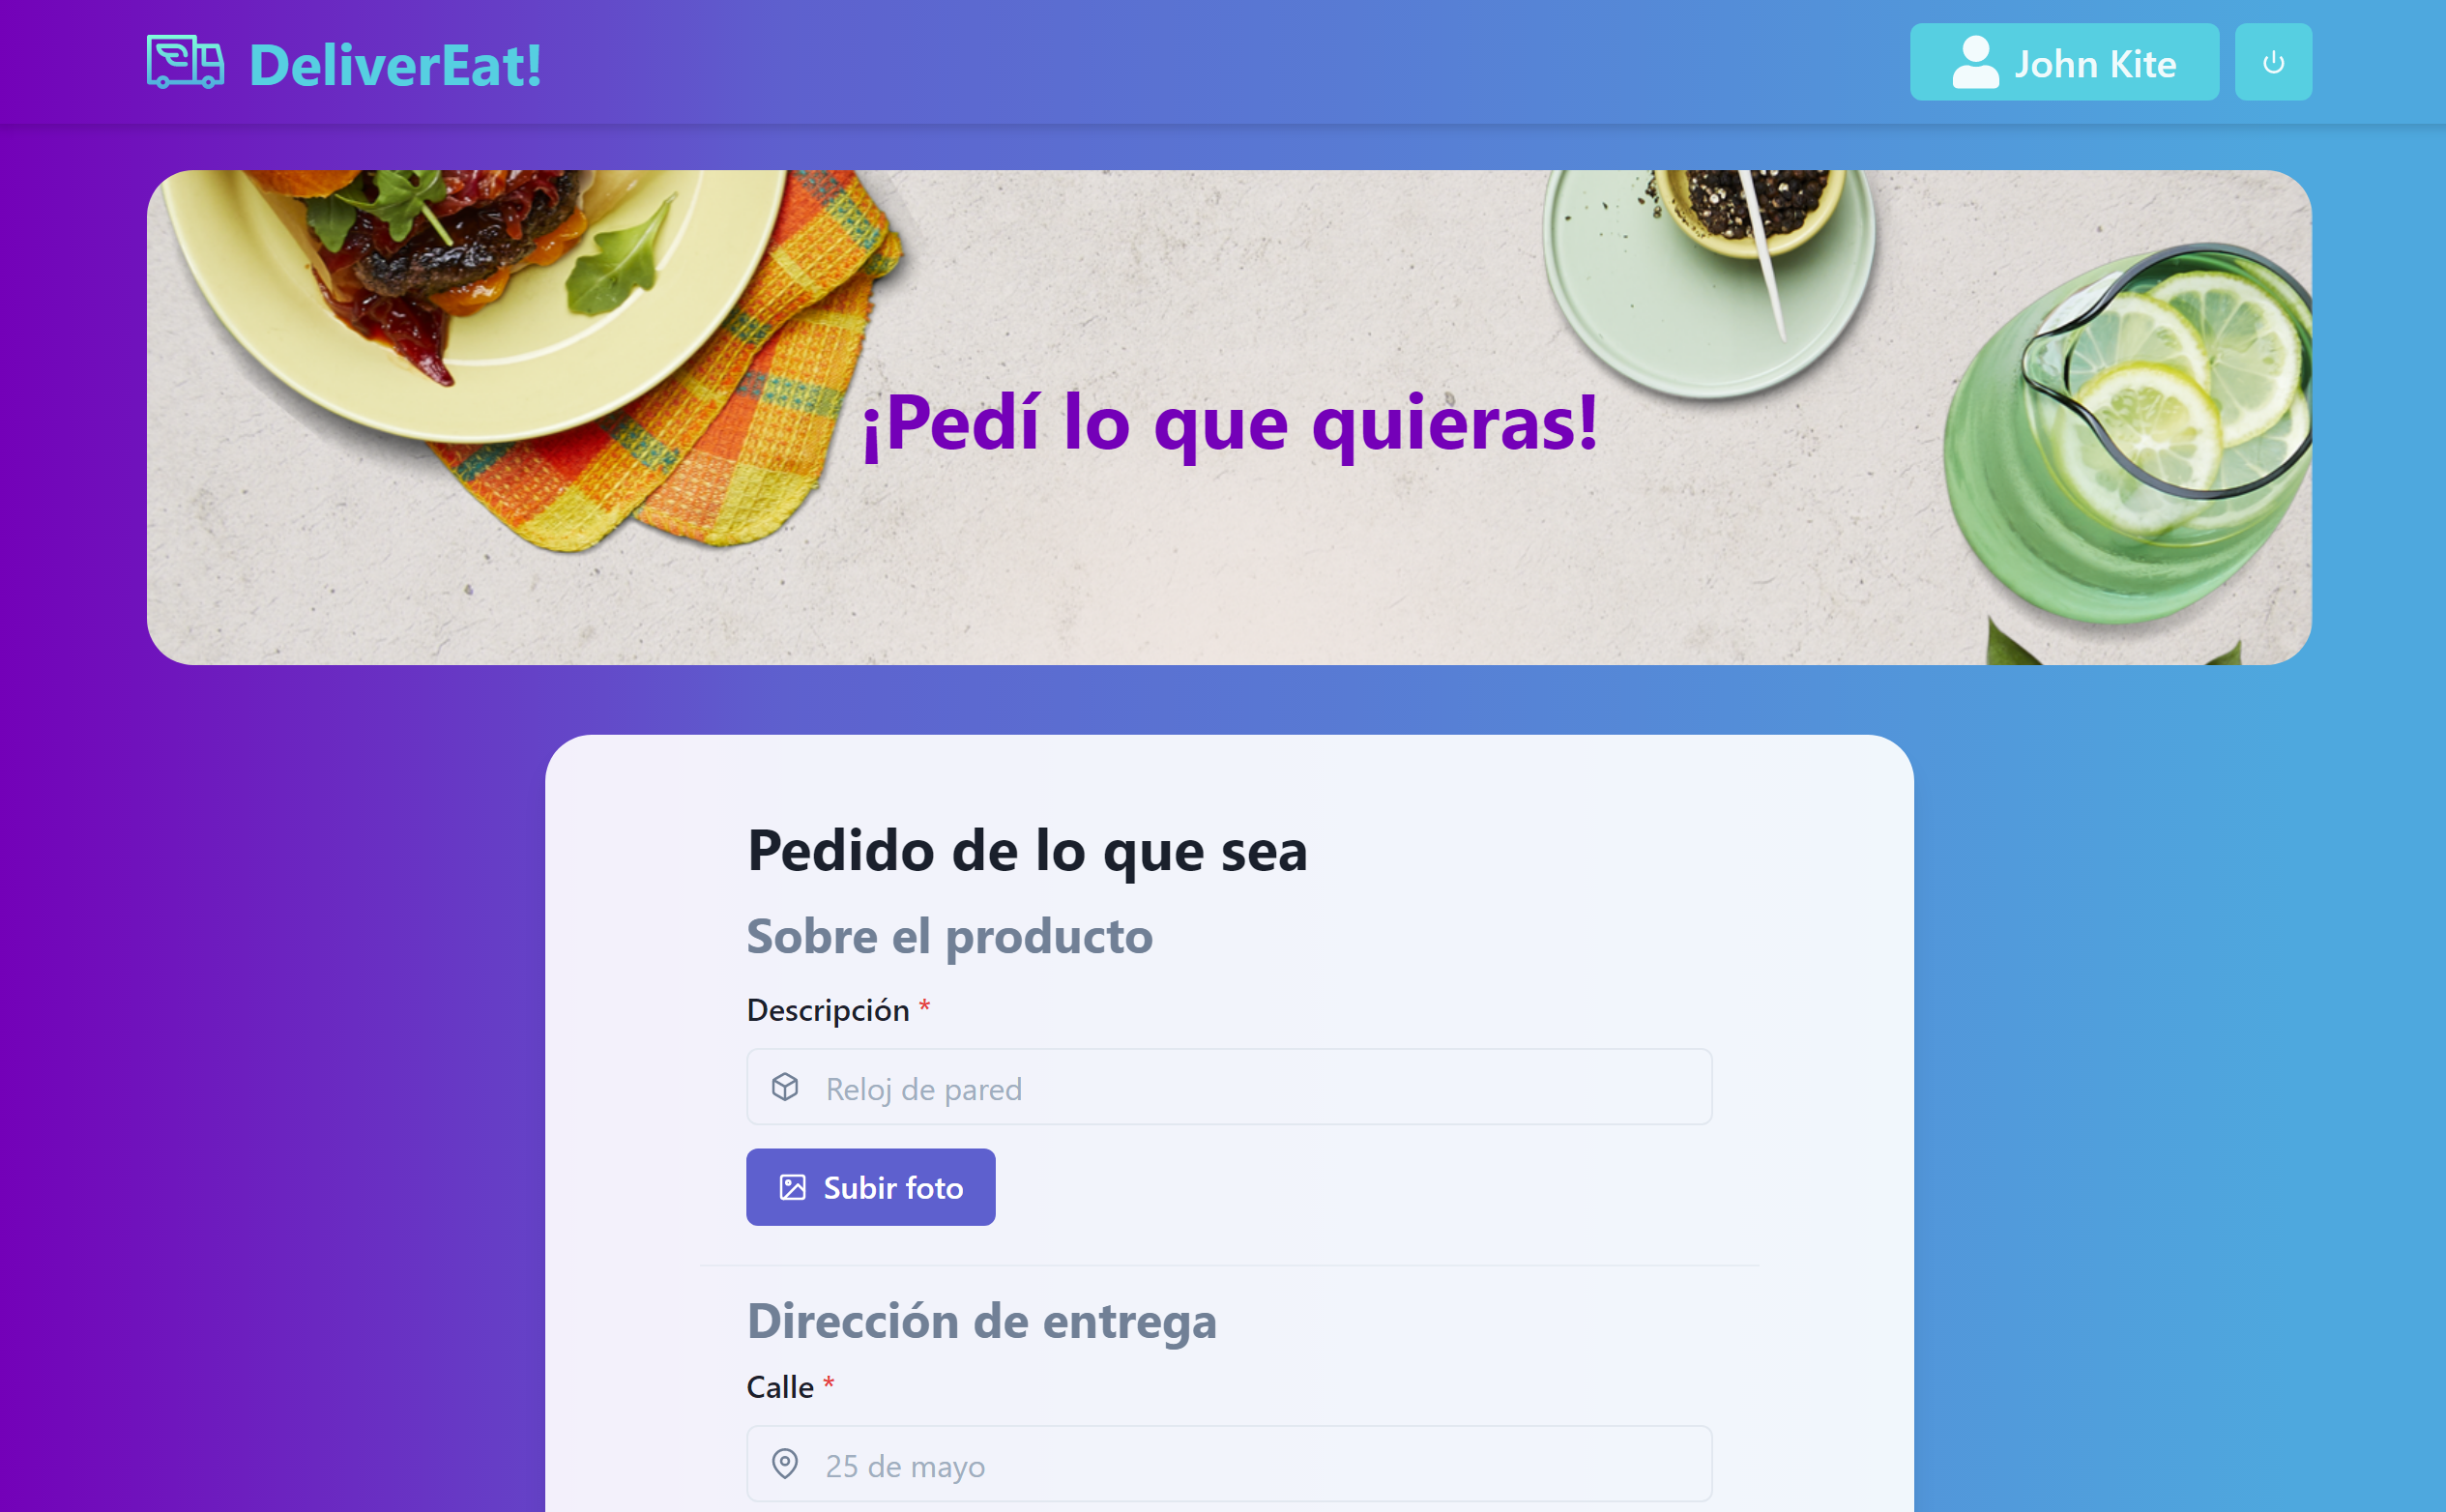 DeliverEat!
John Kite
¡Pedí lo que quieras!
Pedido de lo que sea
Sobre el producto
Descripción *
Reloj de pared
Subir foto
Dirección de entrega
Calle *
25 de mayo